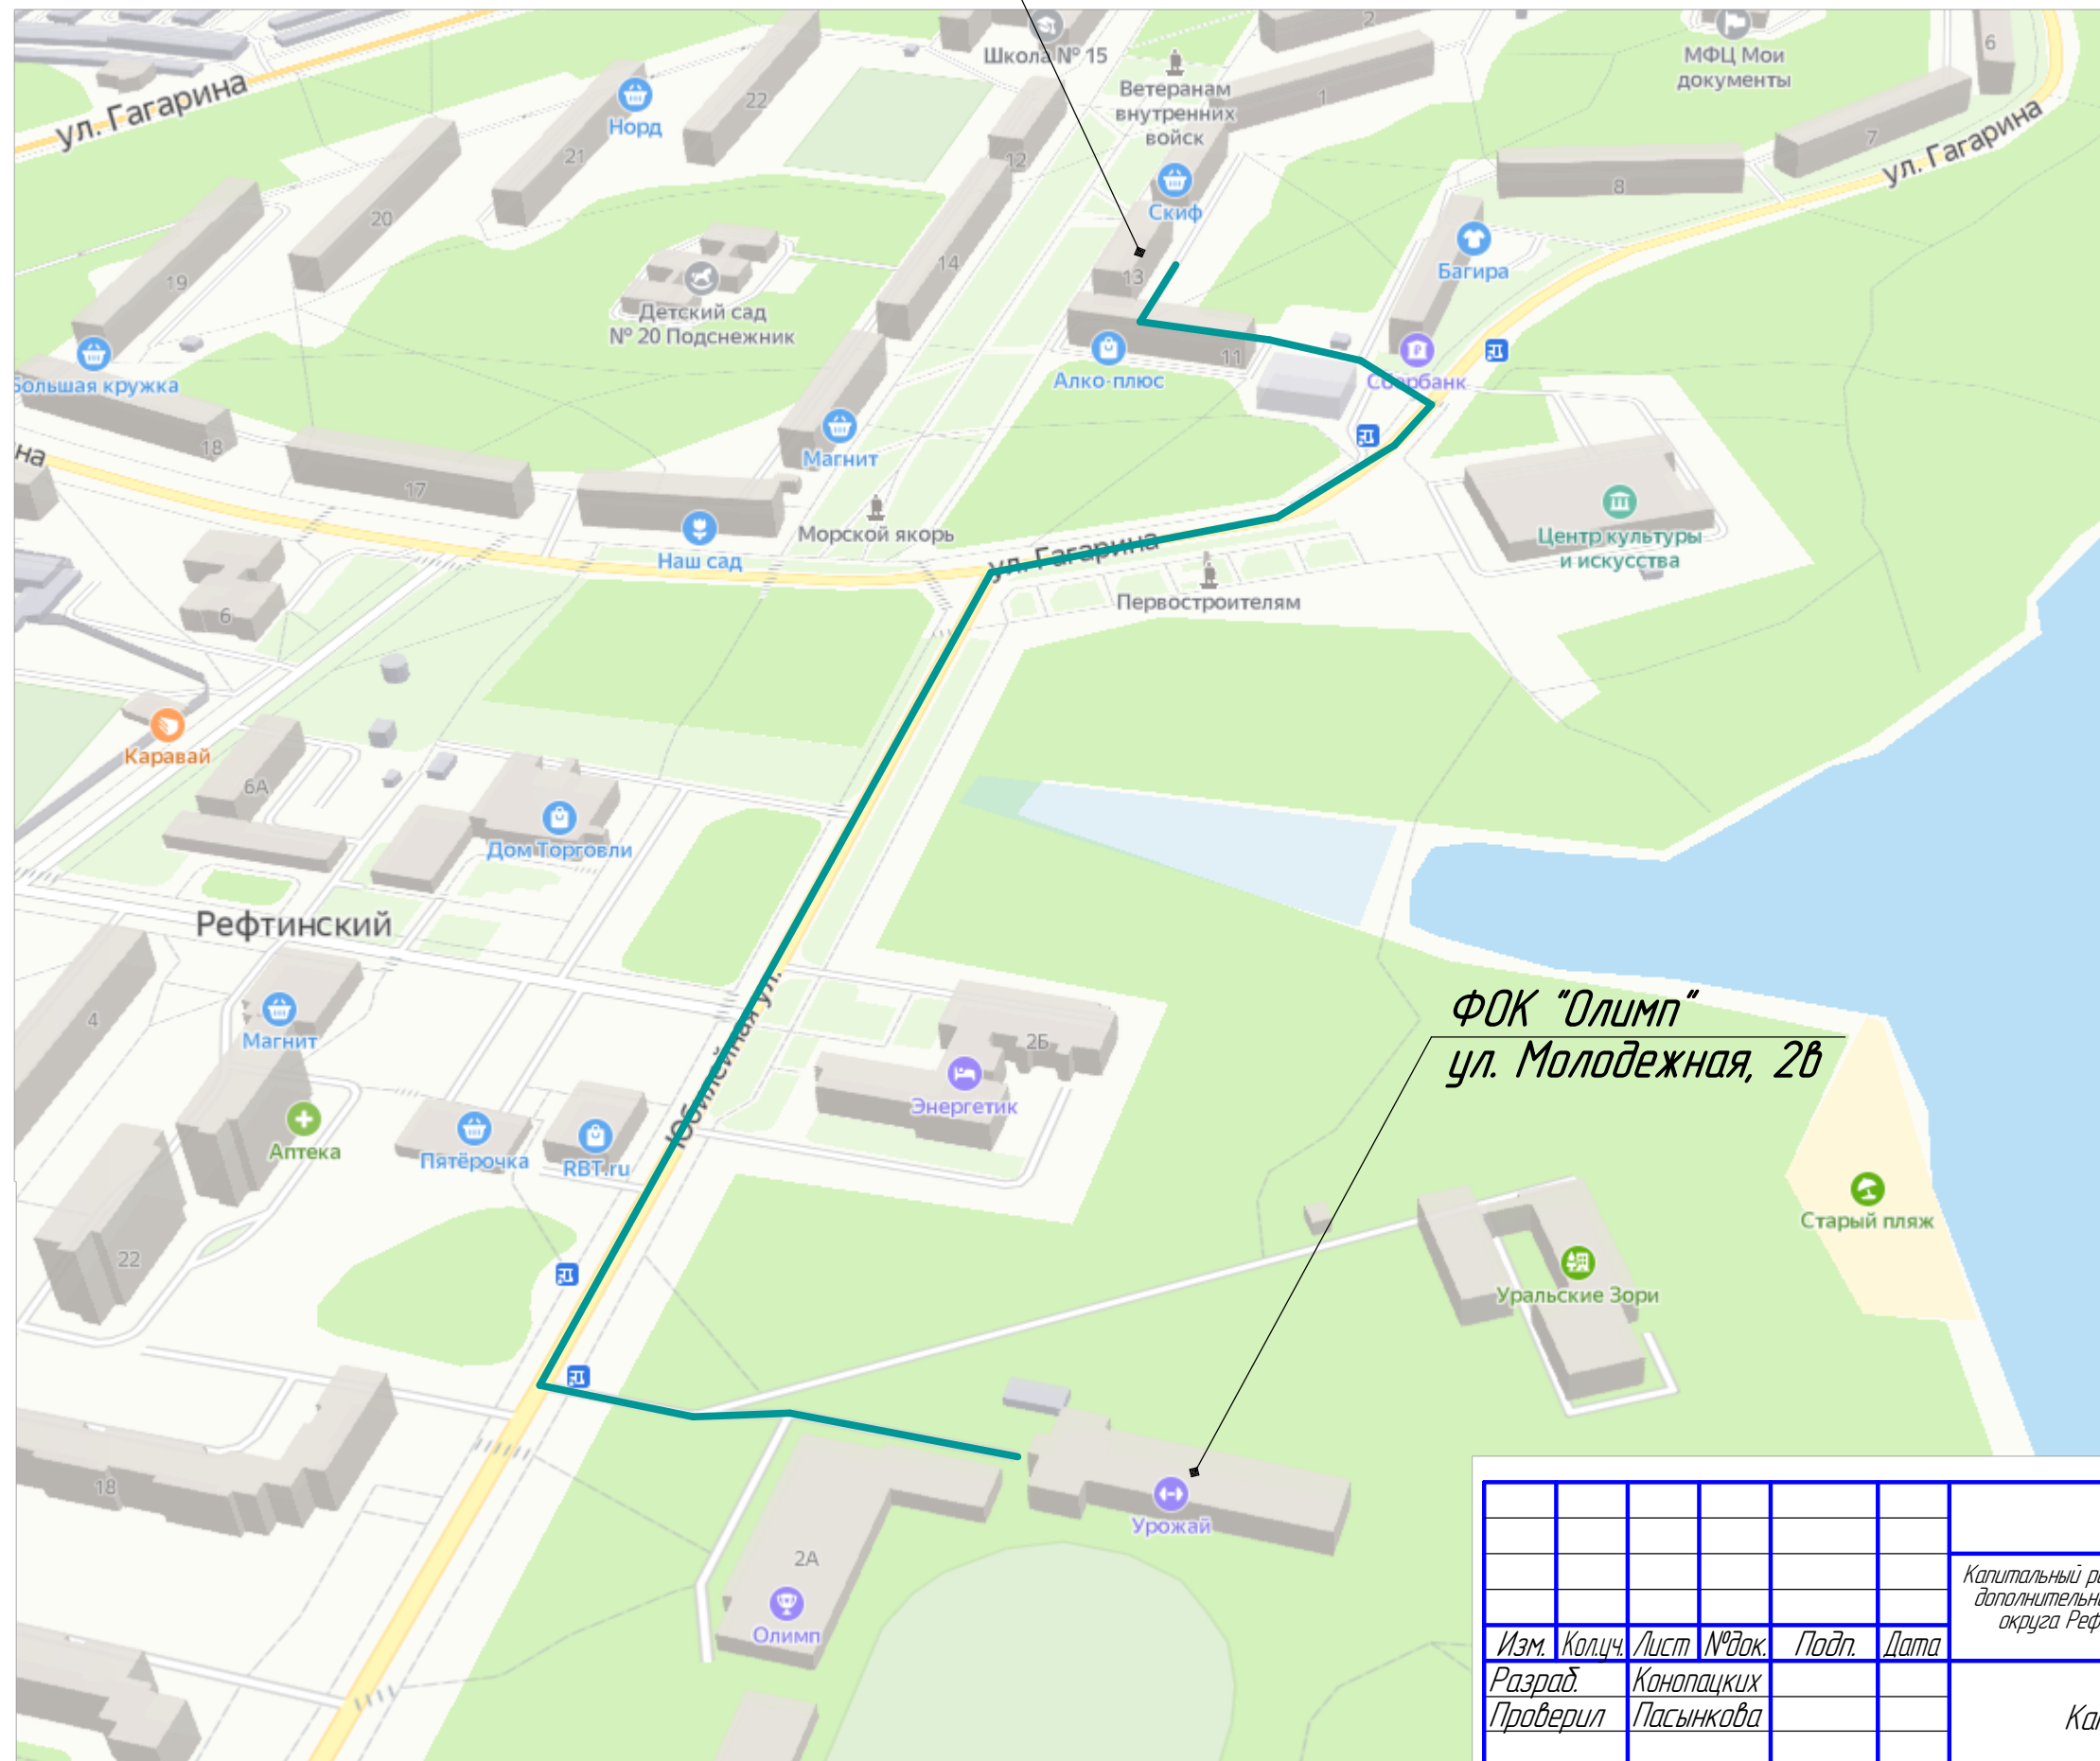 Школа № 15
МФЦ Мои
документы
2
6
ул. Гагарина
22
Норд
21
12
Ветеранам
внутренних
войск
1
7
ул. Гагарина
8
20
Скиф
19
14
13
Багира
Детский сад
№ 20 Подснежник
Большая кружка
11
Алко-плюс
Сбербанк
18
17
Магнит
на
Морской якорь
Наш сад
ул. Гагарина
Центр культуры
и искусства
Первостроителям
6
Каравай
6А
Дом Торговли
Рефтинский
4
Магнит
Юбилейная ул.
2Б
Энергетик
ФОК "Олимп"
ул. Молодежная, 2в
Аптека
Пятёрочка
RBT.ru
Старый пляж
22
Уральские Зори
18
Урожай
2А
Олимп
Изм. Кол.уч. Лист №док. Подп. Дата
Разраб. Конопацких
Проверил Пасынкова
Капитальный
округа